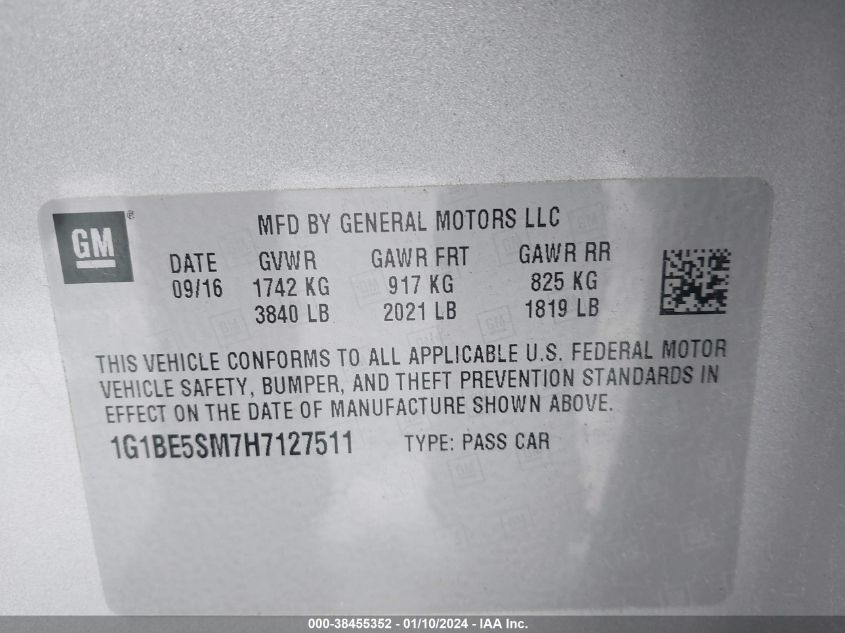 GM ®
MFD BY GENERAL MOTORS LLC
DATE GVWR GAWR FRT GAWR RR
09/16 1742 KG 917 KG 825 KG
3840 LB 2021 LB 1819 LB
THIS VEHICLE CONFORMS TO ALL APPLICABLE U.S. FEDERAL MOTOR
VEHICLE SAFETY, BUMPER, AND THEFT PREVENTION STANDARDS IN
EFFECT ON THE DATE OF MANUFACTURE SHOWN ABOVE.
1G1BE5SM7H7127511 TYPE: PASS CAR
000-38455352 / 01/10/2024 - IAA Inc.